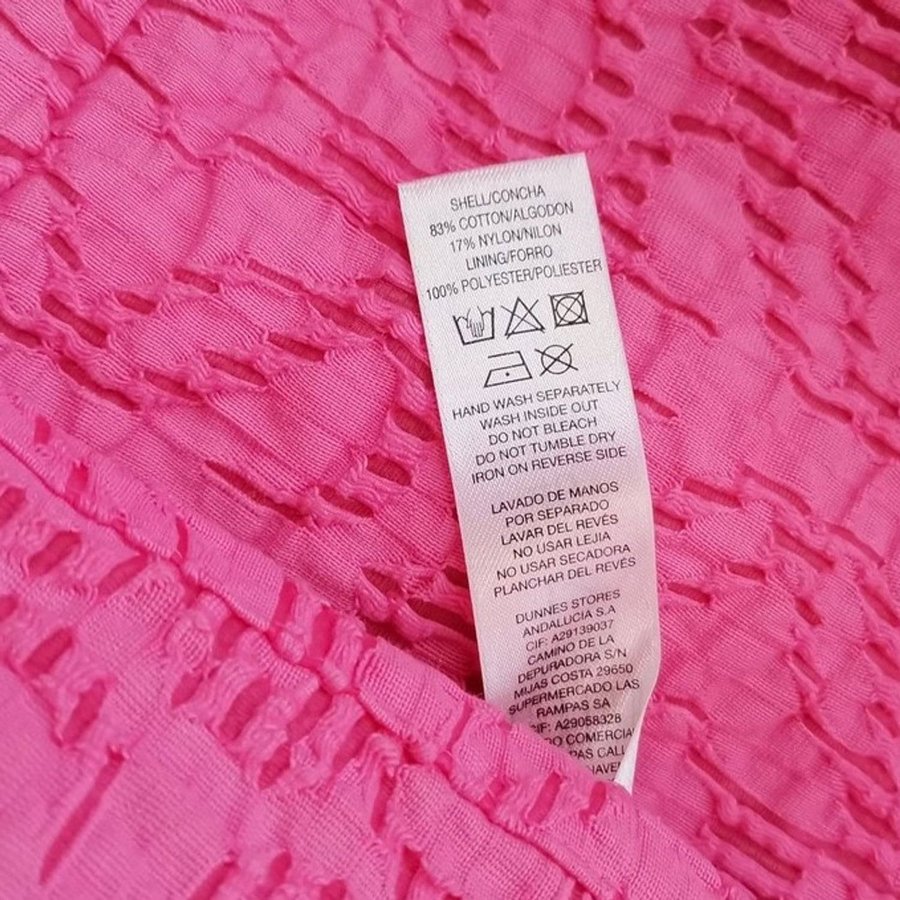 SHELL/CONCHA
83% COTTON/ALGODON
17% NYLON/NILON
LINING/FORRO
100% POLYESTER/POLIESTER
HAND WASH SEPARATELY
WASH INSIDE OUT
DO NOT BLEACH
DO NOT TUMBLE DRY
IRON ON REVERSE SIDE
LAVADO DE MANOS
POR SEPARADO
LAVAR DEL REVÉS
NO USAR LEJIA
NO USAR SECADORA
PLANCHAR DEL REVÉS
DUNNES STORES
ANDALUCIA S.A
CIF: A29139037
CAMINO DE LA
DEPURADORA S/N
MIJAS COSTA 29650
SUPERMERCADO LAS
RAMPAS SA
CIF: A29058328